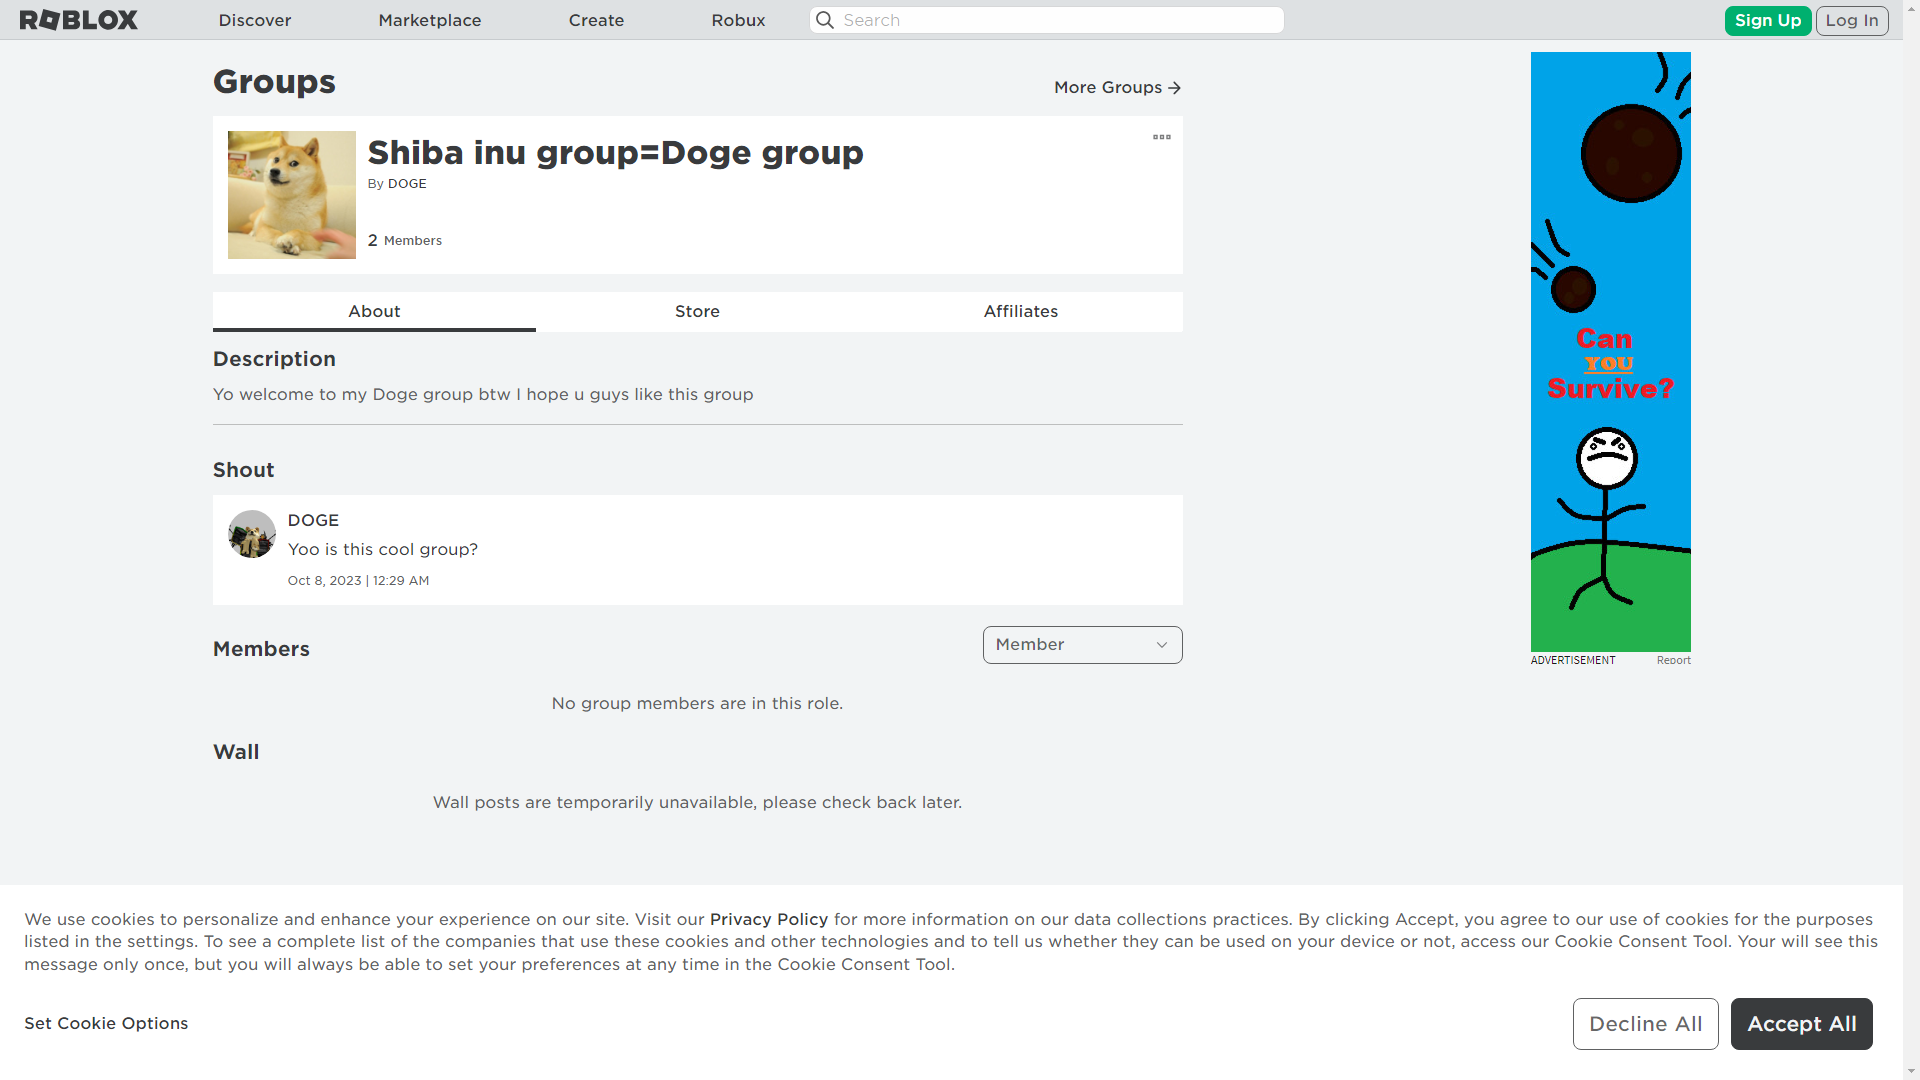 ROBLOX
Discover
Marketplace
Create
Robux
Search
Sign Up
Log In
Groups
More Groups
Shiba inu group=Doge group
By DOGE
2 Members
About
Store
Affiliates
Description
Yo welcome to my Doge group btw I hope u guys like this group
Shout
DOGE
Yoo is this cool group?
Oct 8, 2023 | 12:29 AM
Members
Member
No group members are in this role.
Wall
Wall posts are temporarily unavailable, please check back later.
Can
YOU
Survive?
ADVERTISEMENT
Report
We use cookies to personalize and enhance your experience on our site. Visit our Privacy Policy for more information on our data collections practices. By clicking Accept, you agree to our use of cookies for the purposes
listed in the settings. To see a complete list of the companies that use these cookies and other technologies and to tell us whether they can be used on your device or not, access our Cookie Consent Tool. Your will see this
message only once, but you will always be able to set your preferences at any time in the Cookie Consent Tool.
Set Cookie Options
Decline All
Accept All